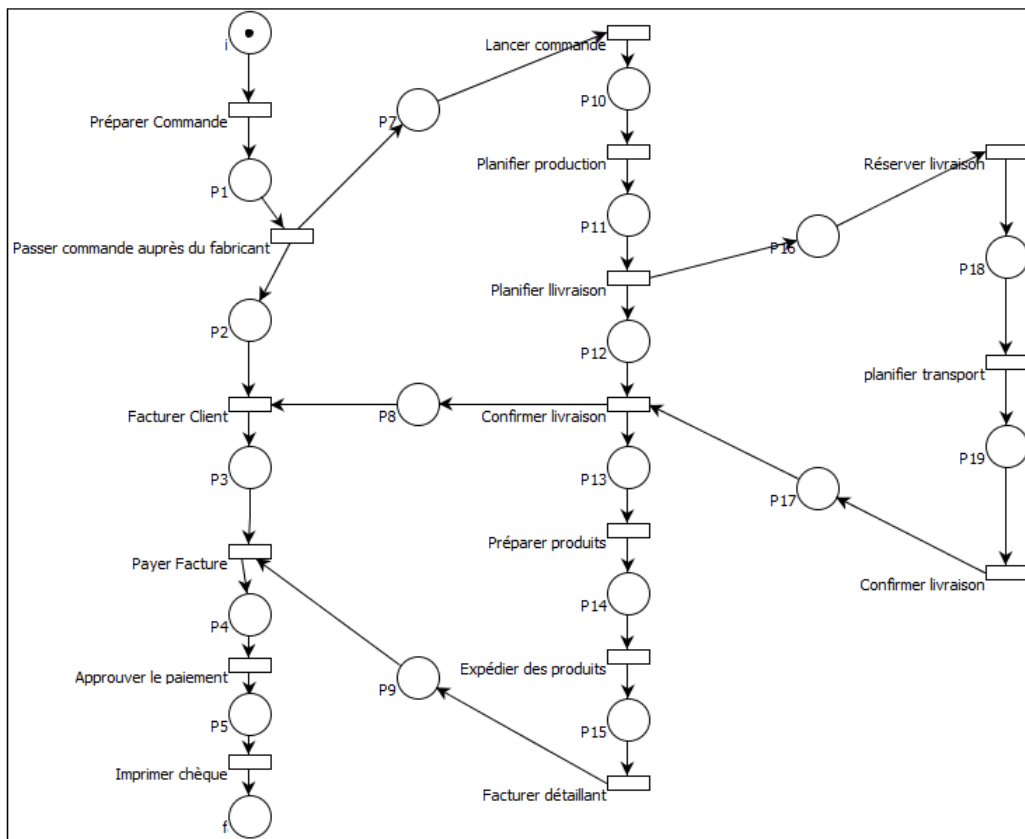 i
Lancer commande
P10
P7
Préparer Commande
Planifier production
Réserver livraison
P1
P11
Passer commande auprès du fabricant
P16
P18
Planifier llivraison
P2
P12
planifier transport
Facturer Client
P8
Confirmer livraison
P3
P13
P19
P17
Préparer produits
Payer Facture
Confirmer livraison
P14
P4
Approuver le paiement
Expédier des produits
P9
P5
P15
Imprimer chèque
Facturer détaillant
f